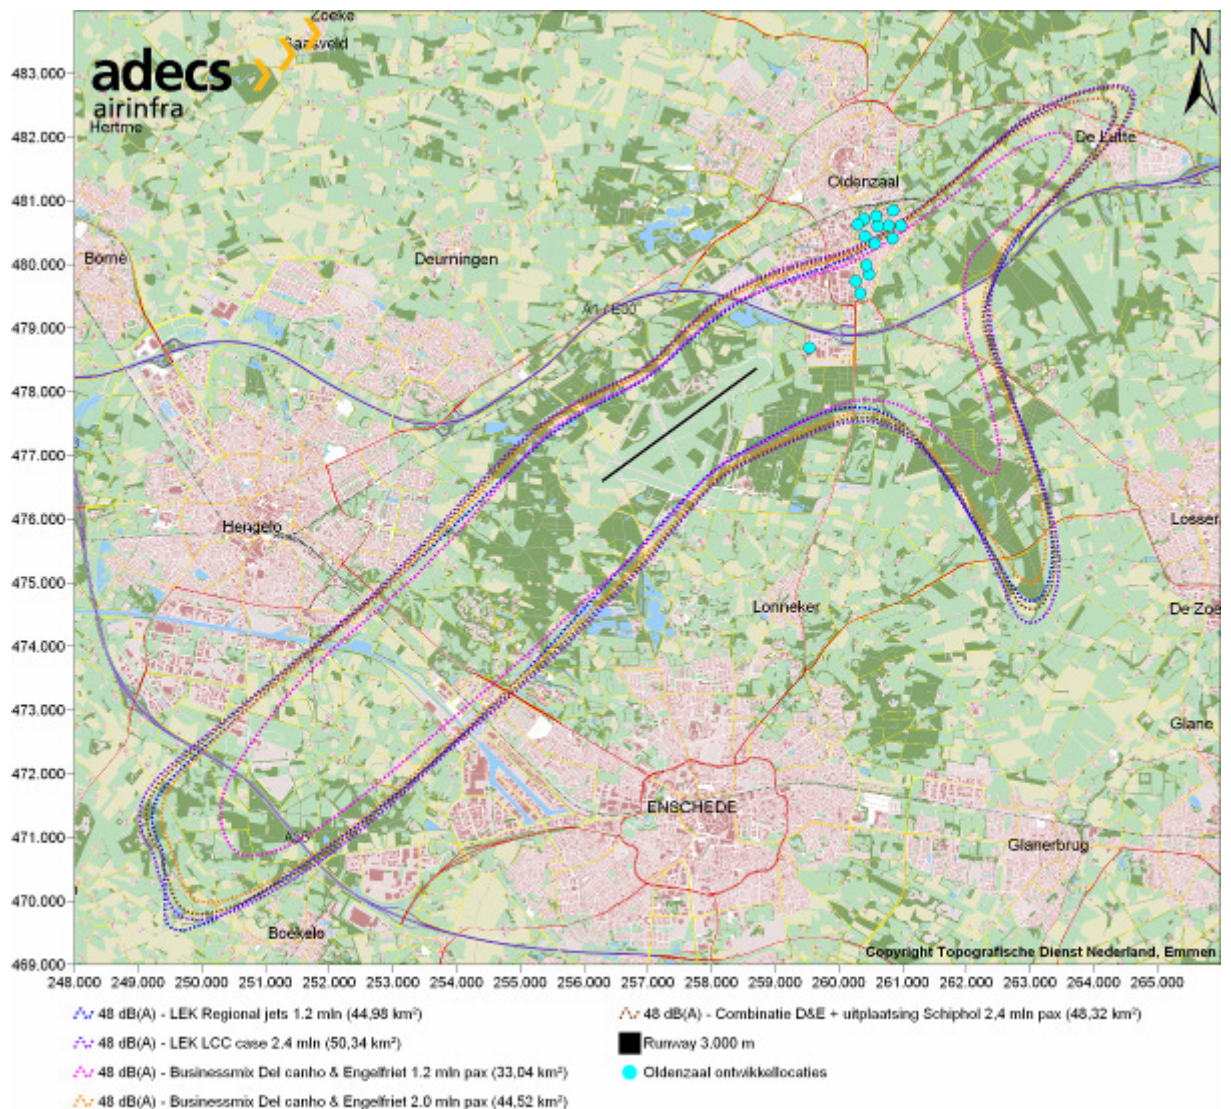 Zoeke
Gaasveld
adecs
airinfra
Hertme
N
483.000
482.000
De Lutte
Oldenzaal
481.000
Borne
Deurningen
480.000
479.000
A1 / E30
478.000
477.000
476.000
Hengelo
Losser
475.000
Lonneker
De Zoe
474.000
473.000
Glane
472.000
ENSCHEDE
471.000
Glanerbrug
470.000
Boekelo
469.000
Copyright Topografische Dienst Nederland, Emmen
248.000 249.000 250.000 251.000 252.000 253.000 254.000 255.000 256.000 257.000 258.000 259.000 260.000 261.000 262.000 263.000 264.000 265.000
48 dB(A) - LEK Regional jets 1.2 mln (44,98 km²)
48 dB(A) - Combinatie D&E + uitplaatsing Schiphol 2,4 mln pax (48,32 km²)
48 dB(A) - LEK LCC case 2.4 mln (50,34 km²)
Runway 3.000 m
48 dB(A) - Businessmix Del canho & Engelfriet 1.2 mln pax (33,04 km²)
Oldenzaal ontwikkellocaties
48 dB(A) - Businessmix Del canho & Engelfriet 2.0 mln pax (44,52 km²)